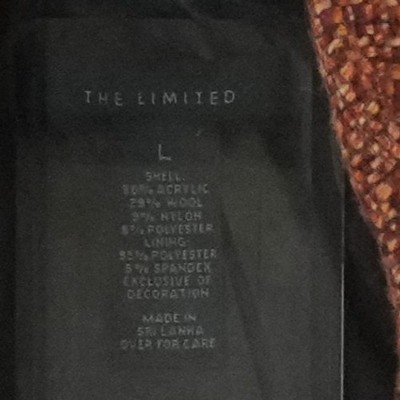 THE LIMITED
L
SHELL:
ACRYLIC
WOOL
NYLON
POLYESTER
LINING:
95% POLYESTER
5% SPANDEX
EXCLUSIVE OF
DECORATION
MADE IN
SRI LANKA
OVER FOR CARE